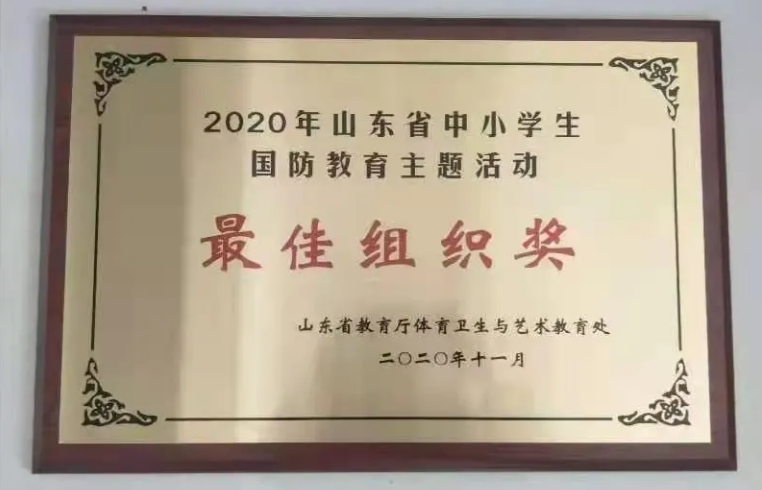 2020年山东省中小学生
国防教育主题活动
最佳组织奖
山东省教育厅体育卫生与艺术教育处
二〇二〇年十一月